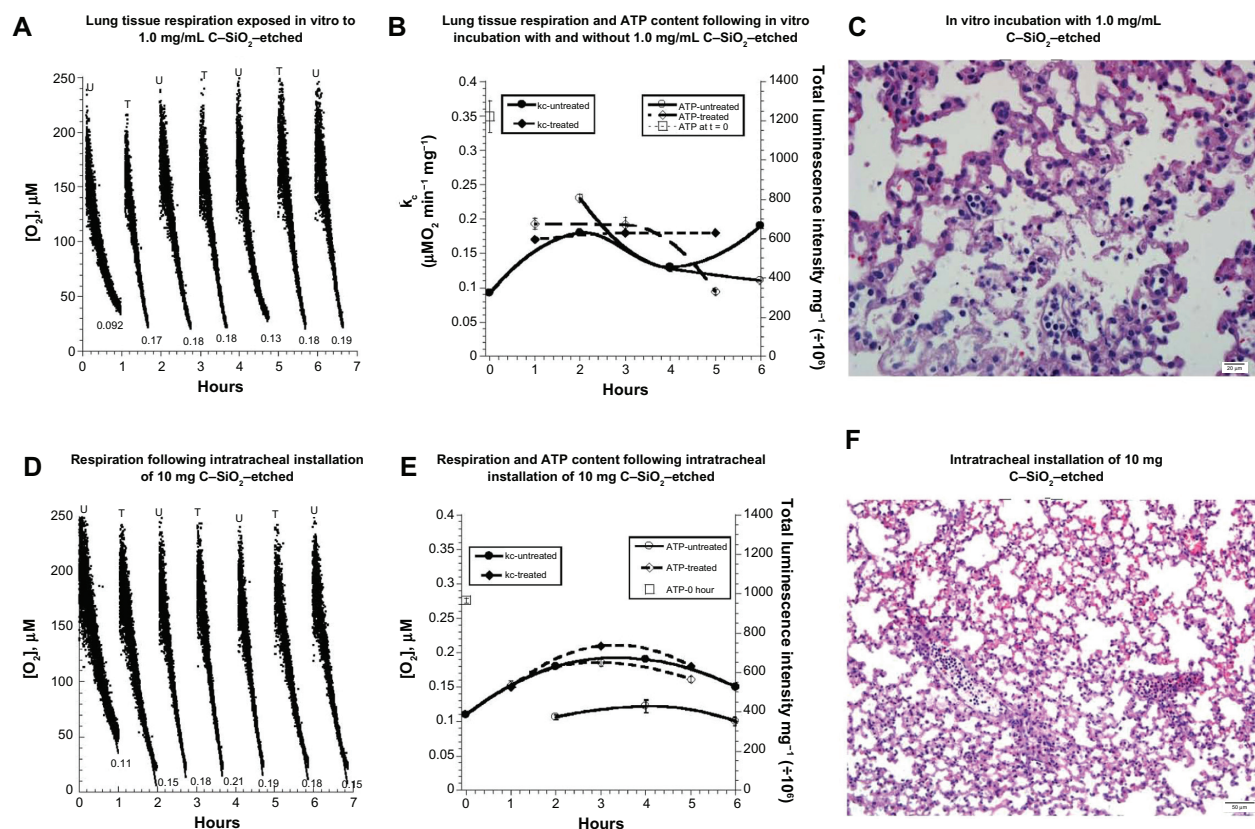 A
Lung tissue respiration exposed in vitro to
1.0 mg/mL C–SiO₂–etched
250
200
150
100
50
0
[O₂], µM
U
T
U
T
U
T
U
0.092
0.17
0.18
0.18
0.13
0.18
0.19
0 1 2 3 4 5 6 7
Hours
B
Lung tissue respiration and ATP content following in vitro
incubation with and without 1.0 mg/mL C–SiO₂–etched
0.4
0.35
0.3
0.25
0.2
0.15
0.1
0.05
0
k꜀
(µMO₂ min⁻¹ mg⁻¹)
kc-untreated
kc-treated
ATP-untreated
ATP-treated
ATP at t = 0
1400
1200
1000
800
600
400
200
0
Total luminescence intensity mg⁻¹ (÷10⁶)
0 1 2 3 4 5 6
Hours
C
In vitro incubation with 1.0 mg/mL
C–SiO₂–etched
20 µm
D
Respiration following intratracheal installation
of 10 mg C–SiO₂–etched
250
200
150
100
50
0
[O₂], µM
U
T
U
T
U
T
U
0.11
0.15
0.18
0.21
0.19
0.18
0.15
0 1 2 3 4 5 6 7
Hours
E
Respiration and ATP content following intratracheal
installation of 10 mg C–SiO₂–etched
0.4
0.35
0.3
0.25
0.2
0.15
0.1
0.05
0
[O₂], µM
kc-untreated
kc-treated
ATP-untreated
ATP-treated
ATP-0 hour
1400
1200
1000
800
600
400
200
0
Total luminescence intensity mg⁻¹ (÷10⁶)
0 1 2 3 4 5 6
Hours
F
Intratracheal installation of 10 mg
C–SiO₂–etched
50 µm